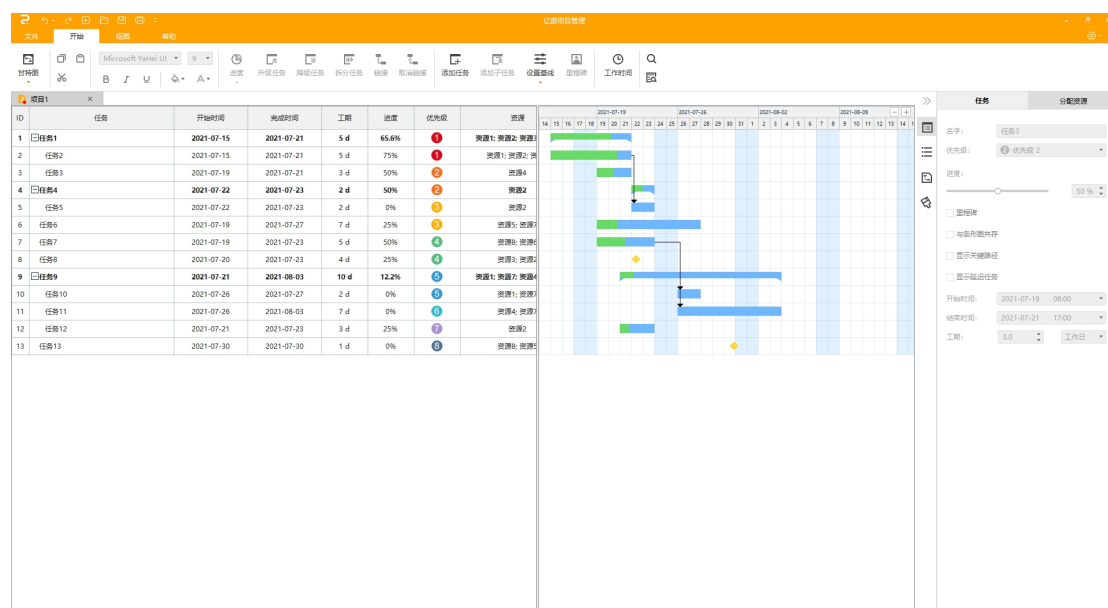 亿图项目管理
文件 开始 视图 帮助
Microsoft YaHei UI 9
甘特图 B I U A 进度 升级任务 降级任务 拆分任务 链接 取消链接 添加任务 添加子任务 设置基线 里程碑 工作时间
项目1 ×
任务 分配资源
ID 任务 开始时间 完成时间 工期 进度 优先级 资源
2021-07-19 2021-07-26 2021-08-02 2021-08-09
14 15 16 17 18 19 20 21 22 23 24 25 26 27 28 29 30 31 1 2 3 4 5 6 7 8 9 10 11 12 13 14
1 任务1 2021-07-15 2021-07-21 5 d 65.6% 1 资源1; 资源2; 资源3
2 任务2 2021-07-15 2021-07-21 5 d 75% 1 资源1; 资源2;
3 任务3 2021-07-19 2021-07-21 3 d 50% 2 资源4
4 任务4 2021-07-22 2021-07-23 2 d 50% 2 资源2
5 任务5 2021-07-22 2021-07-23 2 d 0% 3 资源2
6 任务6 2021-07-19 2021-07-27 7 d 25% 3 资源5;
7 任务7 2021-07-19 2021-07-23 5 d 50% 4 资源8;
8 任务8 2021-07-20 2021-07-23 4 d 25% 4 资源3;
9 任务9 2021-07-21 2021-08-03 10 d 12.2% 5 资源1; 资源7; 资源4
10 任务10 2021-07-26 2021-07-27 2 d 0% 5 资源1;
11 任务11 2021-07-26 2021-08-03 7 d 0% 6 资源4;
12 任务12 2021-07-21 2021-07-23 3 d 25% 7 资源2
13 任务13 2021-07-30 2021-07-30 1 d 0% 8 资源8;
名字: 任务3
优先级: 2 优先级 2
进度:
50 %
里程碑
与条形图共存
显示关键路径
显示延迟任务
开始时间: 2021-07-19 08:00
结束时间: 2021-07-21 17:00
工期: 3.0 工作日